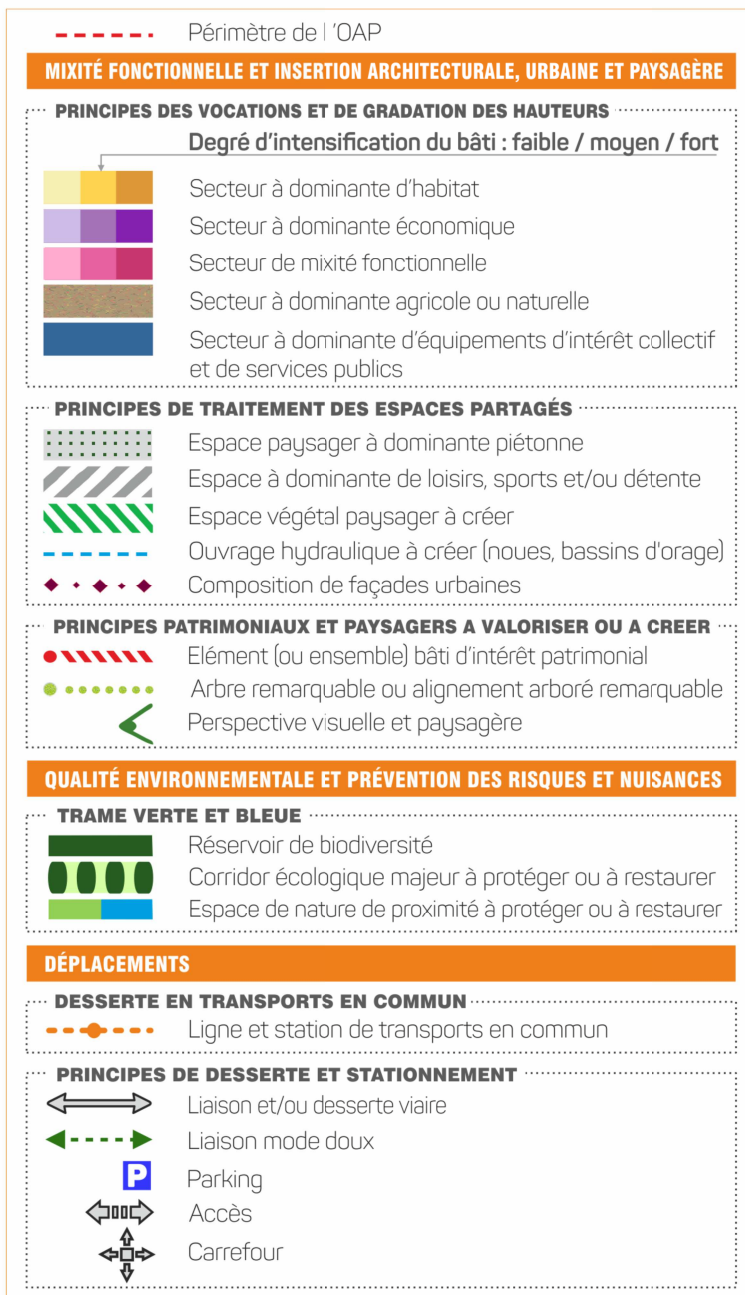 Périmètre de l 'OAP
MIXITÉ FONCTIONNELLE ET INSERTION ARCHITECTURALE, URBAINE ET PAYSAGÈRE
PRINCIPES DES VOCATIONS ET DE GRADATION DES HAUTEURS
Degré d'intensification du bâti : faible / moyen / fort
Secteur à dominante d'habitat
Secteur à dominante économique
Secteur de mixité fonctionnelle
Secteur à dominante agricole ou naturelle
Secteur à dominante d'équipements d'intérêt collectif
et de services publics
PRINCIPES DE TRAITEMENT DES ESPACES PARTAGÉS
Espace paysager à dominante piétonne
Espace à dominante de loisirs, sports et/ou détente
Espace végétal paysager à créer
Ouvrage hydraulique à créer (noues, bassins d'orage)
Composition de façades urbaines
PRINCIPES PATRIMONIAUX ET PAYSAGERS A VALORISER OU A CREER
Elément (ou ensemble) bâti d'intérêt patrimonial
Arbre remarquable ou alignement arboré remarquable
Perspective visuelle et paysagère
QUALITÉ ENVIRONNEMENTALE ET PRÉVENTION DES RISQUES ET NUISANCES
TRAME VERTE ET BLEUE
Réservoir de biodiversité
Corridor écologique majeur à protéger ou à restaurer
Espace de nature de proximité à protéger ou à restaurer
DÉPLACEMENTS
DESSERTE EN TRANSPORTS EN COMMUN
Ligne et station de transports en commun
PRINCIPES DE DESSERTE ET STATIONNEMENT
Liaison et/ou desserte viaire
Liaison mode doux
P Parking
Accès
Carrefour